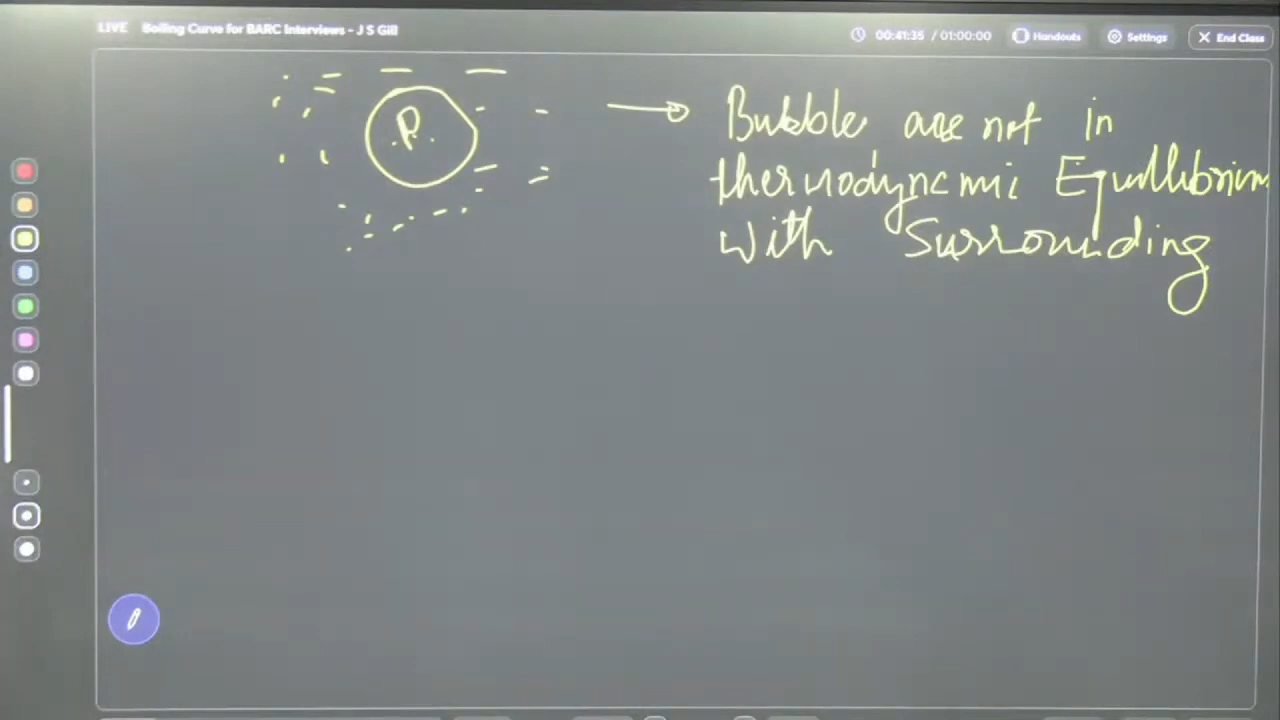 LIVE Boiling Curve for BARC Interviews - J S Gill 00:41:35 / 01:00:00 Handouts Settings End Class
P.
Bubble are not in
thermodynamic Equilibrium
with Surrounding